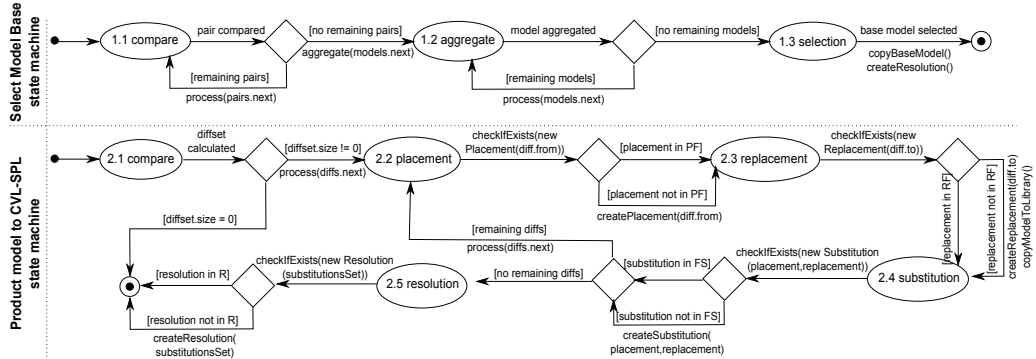 Select Model Base
state machine
1.1 compare
pair compared
[no remaining pairs]
aggregate(models.next)
[remaining pairs]
process(pairs.next)
1.2 aggregate
model aggregated
[no remaining models]
[remaining models]
process(models.next)
1.3 selection
base model selected
copyBaseModel()
createResolution()
Product model to CVL-SPL
state machine
2.1 compare
diffset
calculated
[diffset.size != 0]
process(diffs.next)
[diffset.size = 0]
2.2 placement
checkIfExists(new
Placement(diff.from))
[placement in PF]
[placement not in PF]
createPlacement(diff.from)
2.3 replacement
checkIfExists(new
Replacement(diff.to))
[replacement in RF]
[replacement not in RF]
createReplacement(diff.to)
copyModelToLibrary()
2.4 substitution
checkIfExists(new Substitution
(placement,replacement))
[substitution in FS]
[substitution not in FS]
createSubstitution(
placement,replacement)
[remaining diffs]
process(diffs.next)
[no remaining diffs]
2.5 resolution
checkIfExists(new Resolution
(substitutionsSet))
[resolution in R]
[resolution not in R]
createResolution(
substitutionsSet)